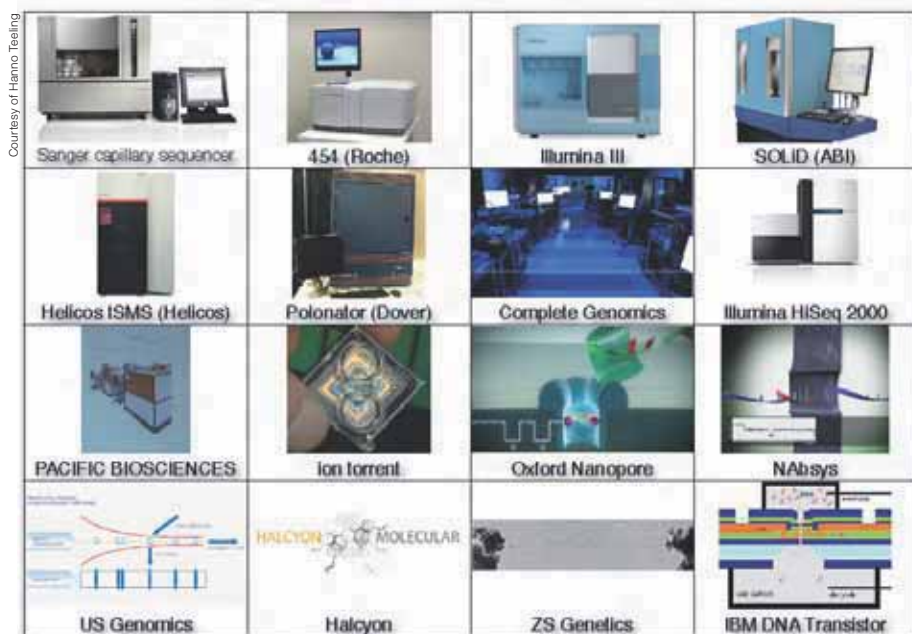 Courtesy of Hanno Teeling
Sanger capillary sequencer
454 (Roche)
Illumina III
SOLiD (ABI)
Helicos ISMS (Helicos)
Polonator (Dover)
Complete Genomics
Illumina HiSeq 2000
PACIFIC BIOSCIENCES
Ion torrent
Oxford Nanopore
NAbsys
HALCYON MOLECULAR
US Genomics
Halcyon
ZS Genetics
IBM DNA Transistor